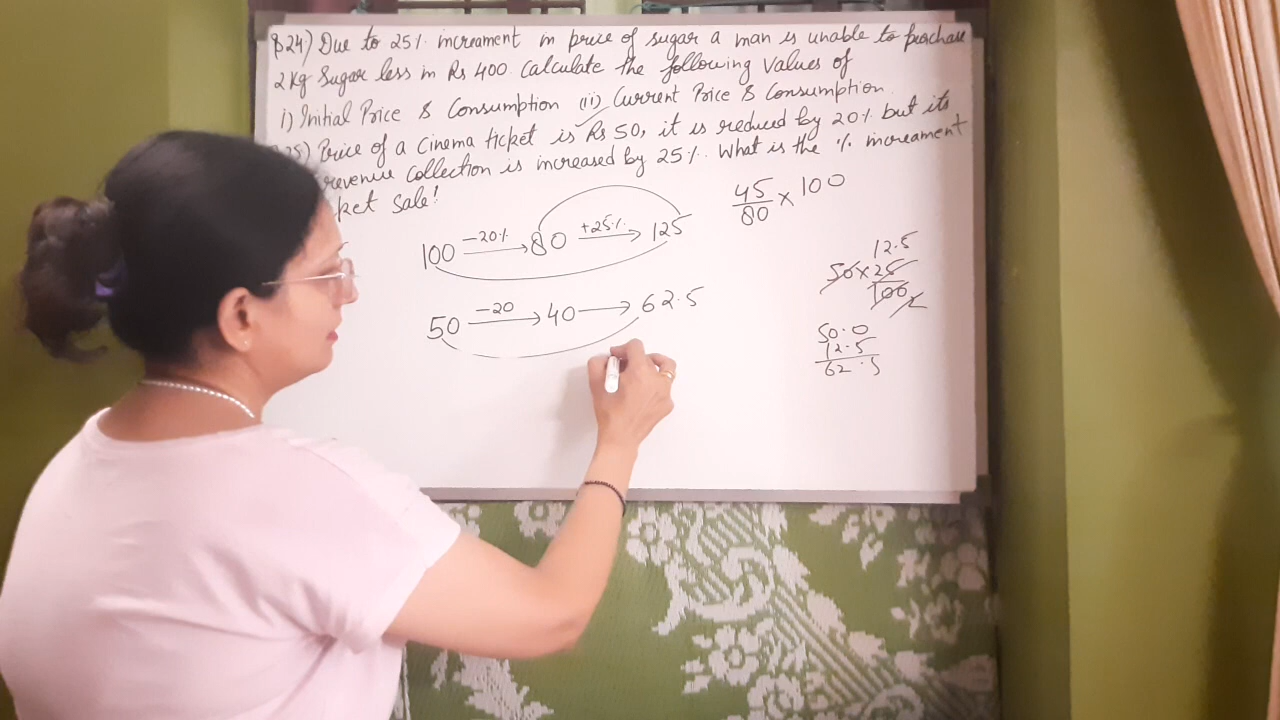 Q24) Due to 25% increament in price of sugar a man is unable to purchase
2 Kg Sugar less in Rs 400. Calculate the following values of
i) Initial Price & Consumption (ii) Current Price & Consumption.
25) Price of a Cinema ticket is Rs 50, it is reduced by 20% but its
revenue collection is increased by 25%. What is the % increament
ket sale!
45/80 × 100
100 -20% 80 +25% 125
12.5
50 × 25/100 2
50 -20 40 62.5
50.0
12.5
62.5